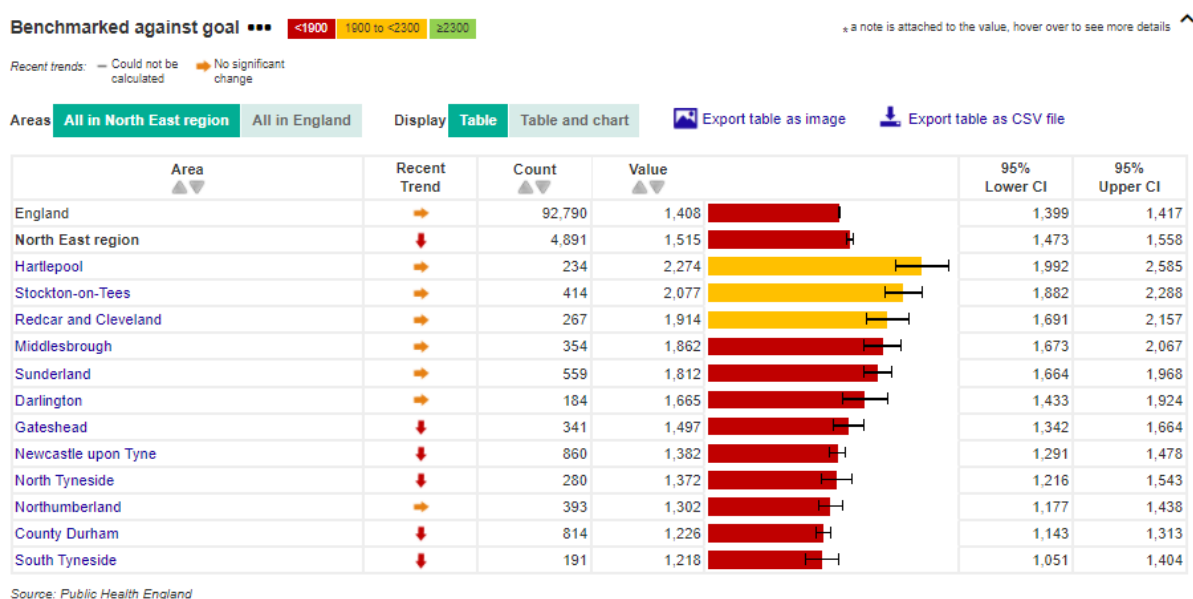 Benchmarked against goal ••• <1900 1900 to <2300 ≥2300
* a note is attached to the value, hover over to see more details
Recent trends: – Could not be calculated No significant change
Areas All in North East region All in England Display Table Table and chart Export table as image Export table as CSV file
Area Recent Trend Count Value 95% Lower CI 95% Upper CI
England 92,790 1,408 1,399 1,417
North East region 4,891 1,515 1,473 1,558
Hartlepool 234 2,274 1,992 2,585
Stockton-on-Tees 414 2,077 1,882 2,288
Redcar and Cleveland 267 1,914 1,691 2,157
Middlesbrough 354 1,862 1,673 2,067
Sunderland 559 1,812 1,664 1,968
Darlington 184 1,665 1,433 1,924
Gateshead 341 1,497 1,342 1,664
Newcastle upon Tyne 860 1,382 1,291 1,478
North Tyneside 280 1,372 1,216 1,543
Northumberland 393 1,302 1,177 1,438
County Durham 814 1,226 1,143 1,313
South Tyneside 191 1,218 1,051 1,404
Source: Public Health England